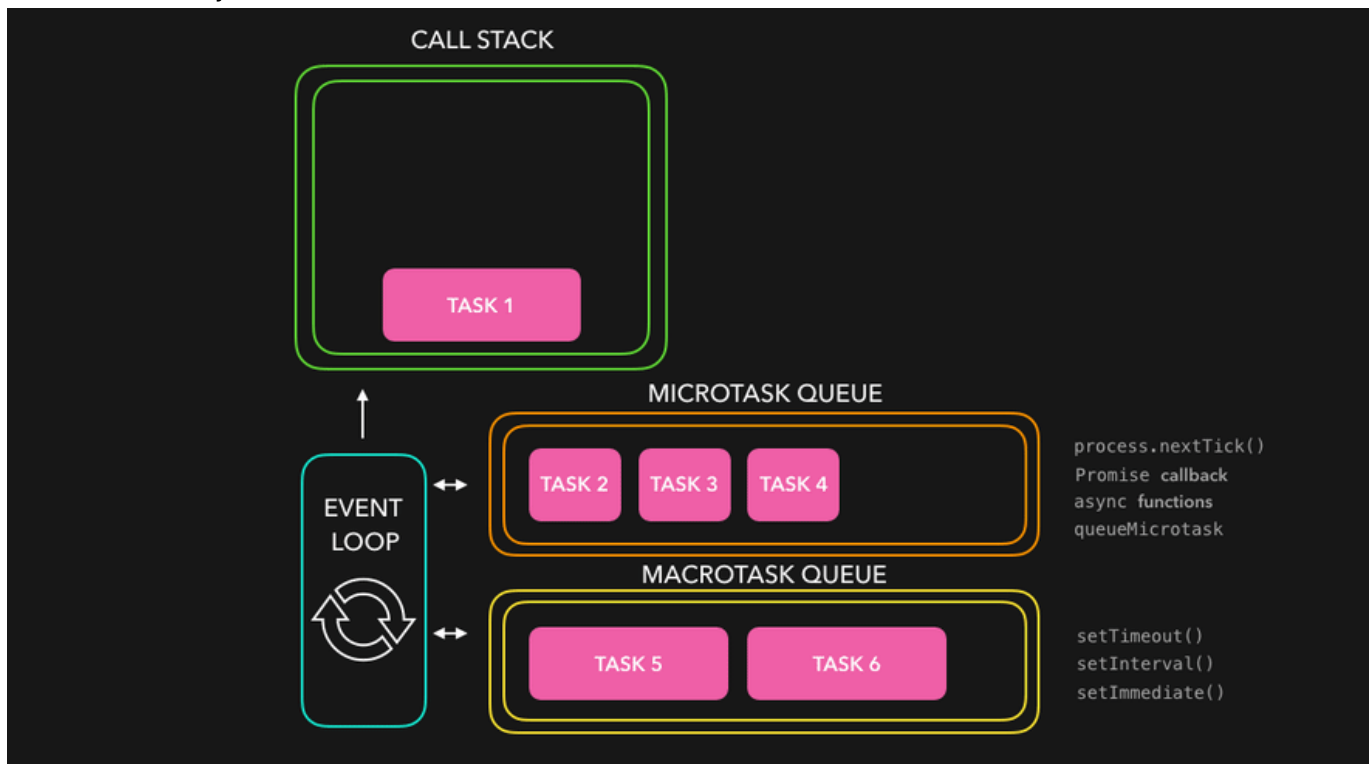 CALL STACK
TASK 1
MICROTASK QUEUE
TASK 2 TASK 3 TASK 4
process.nextTick()
Promise callback
async functions
queueMicrotask
EVENT
LOOP
MACROTASK QUEUE
TASK 5 TASK 6
setTimeout()
setInterval()
setImmediate()